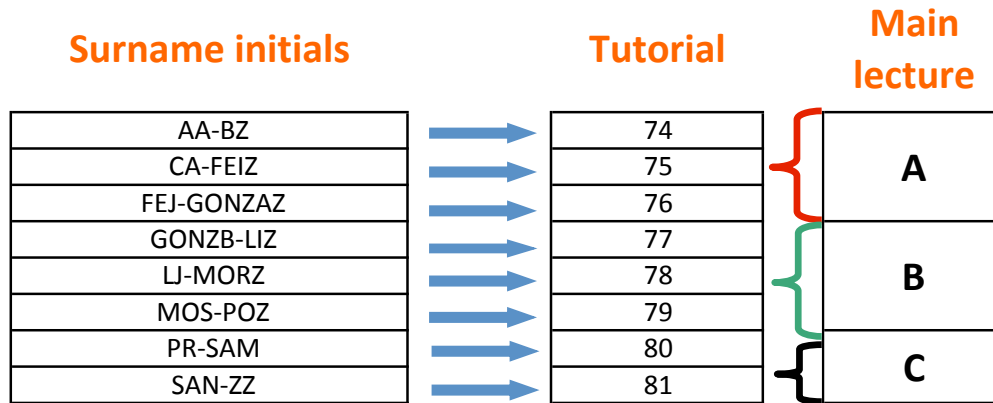 Surname initials Tutorial Main lecture
AA-BZ 74 A
CA-FEIZ 75
FEJ-GONZAZ 76
GONZB-LIZ 77 B
LJ-MORZ 78
MOS-POZ 79
PR-SAM 80 C
SAN-ZZ 81